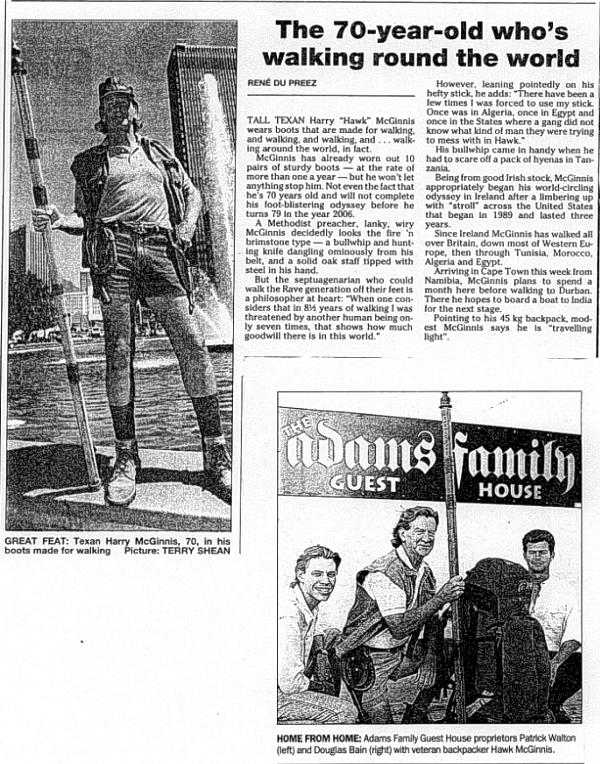 The 70-year-old who's
walking round the world
RENÉ DU PREEZ
TALL TEXAN Harry "Hawk" McGinnis
wears boots that are made for walking,
and walking, and walking, and . . . walk-
ing around the world, in fact.
McGinnis has already worn out 10
pairs of sturdy boots — at the rate of
more than one a year — but he won't let
anything stop him. Not even the fact that
he's 70 years old and will not complete
his foot-blistering odyssey before he
turns 79 in the year 2006.
A Methodist preacher, lanky, wiry
McGinnis decidedly looks the fire 'n
brimstone type — a bullwhip and hunt-
ing knife dangling ominously from his
belt, and a solid oak staff tipped with
steel in his hand.
But the septuagenarian who could
walk the Rave generation off their feet is
a philosopher at heart: "When one con-
siders that in 8½ years of walking I was
threatened by another human being on-
ly seven times, that shows how much
goodwill there is in this world."
However, leaning pointedly on his
hefty stick, he adds: "There have been a
few times I was forced to use my stick.
Once was in Algeria, once in Egypt and
once in the States where a gang did not
know what kind of man they were trying
to mess with in Hawk."
His bullwhip came in handy when he
had to scare off a pack of hyenas in Tan-
zania.
Being from good Irish stock, McGinnis
appropriately began his world-circling
odyssey in Ireland after a limbering up
with "stroll" across the United States
that began in 1989 and lasted three
years.
Since Ireland McGinnis has walked all
over Britain, down most of Western Eu-
rope, then through Tunisia, Morocco,
Algeria and Egypt.
Arriving in Cape Town this week from
Namibia, McGinnis plans to spend a
month here before walking to Durban.
There he hopes to board a boat to India
for the next stage.
Pointing to his 45 kg backpack, mod-
est McGinnis says he is "travelling
light".
GREAT FEAT: Texan Harry McGinnis, 70, in his
boots made for walking Picture: TERRY SHEAN
THE
adams family
GUEST HOUSE
HOME FROM HOME: Adams Family Guest House proprietors Patrick Walton
(left) and Douglas Bain (right) with veteran backpacker Hawk McGinnis.